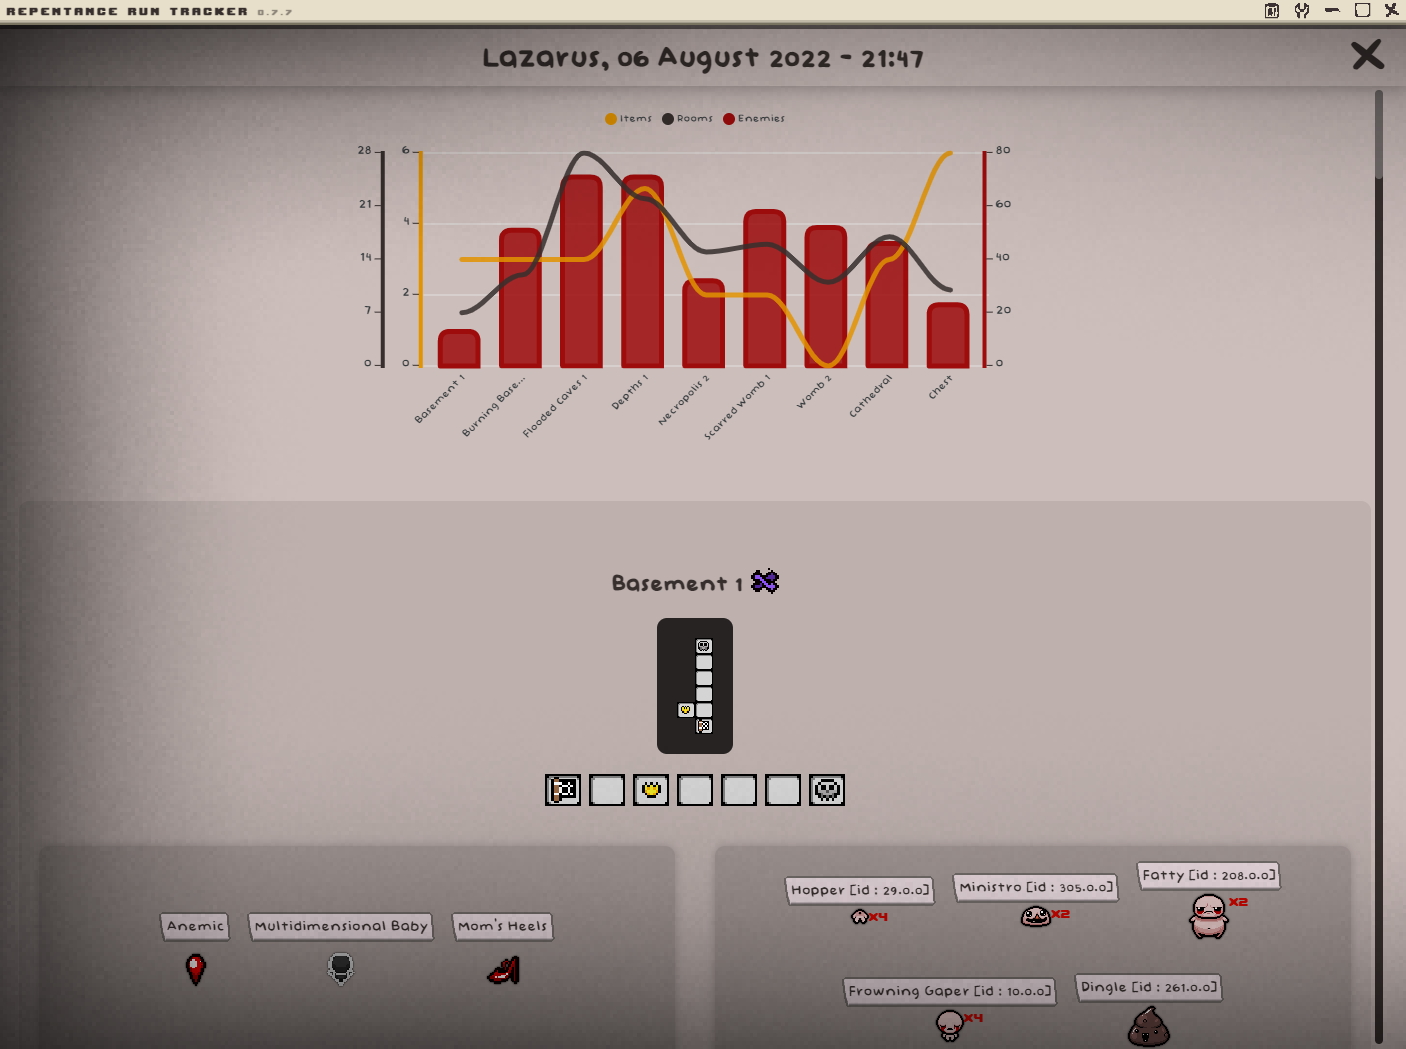 REPENTANCE RUN TRACKER 0.7.7
Lazarus, 06 August 2022 - 21:47
Items Rooms Enemies
28 6 80
21 60
4
14 40
2
7 20
0 0 0
Basement 1
Burning Base...
Flooded Caves 1
Depths 1
Necropolis 2
Scarred Womb 1
Womb 2
Cathedral
Chest
Basement 1
Hopper [id : 29.0.0] Ministro [id : 305.0.0] Fatty [id : 208.0.0]
x4 x2 x2
Anemic Multidimensional Baby Mom's Heels
Frowning Gaper [id : 10.0.0] Dingle [id : 261.0.0]
x4